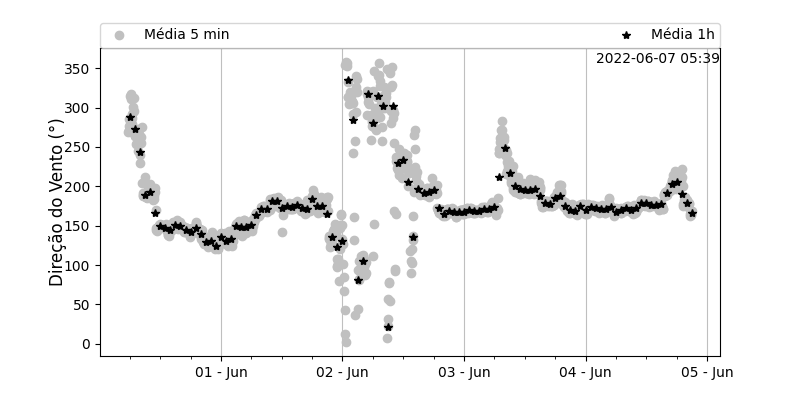 Média 5 min
Média 1h
2022-06-07 05:39
Direção do Vento (°)
350
300
250
200
150
100
50
0
01 - Jun
02 - Jun
03 - Jun
04 - Jun
05 - Jun